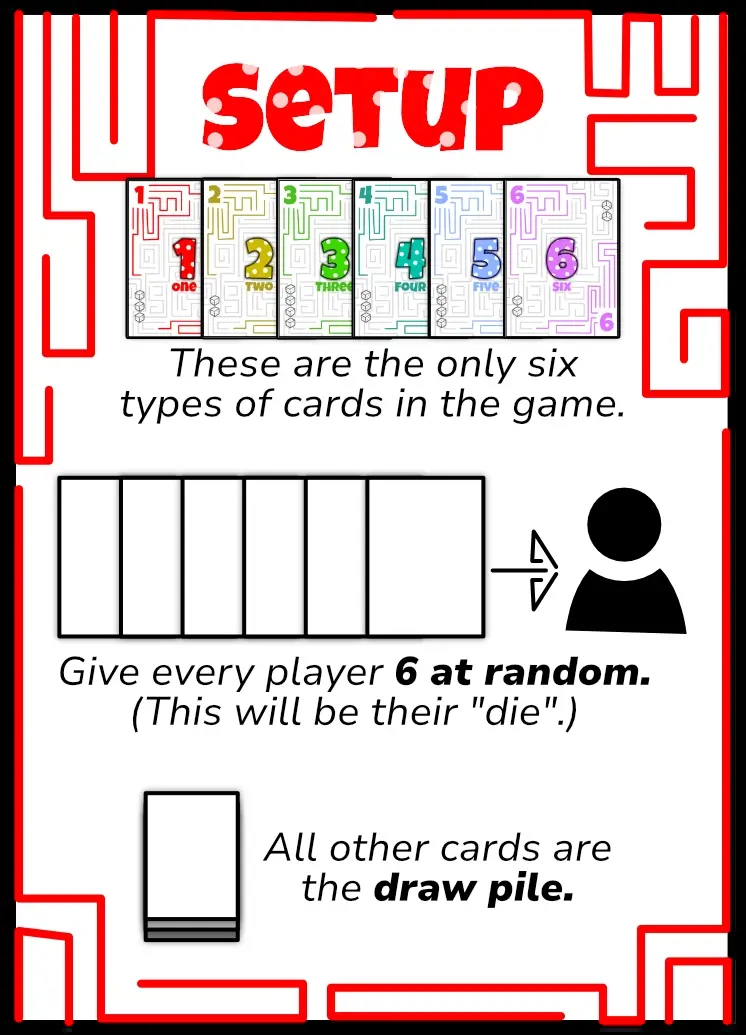 SETUP
1 2 3 4 5 6
1 2 3 4 5 6
ONE TWO THREE FOUR FIVE SIX
6
These are the only six
types of cards in the game.
Give every player 6 at random.
(This will be their "die".)
All other cards are
the draw pile.